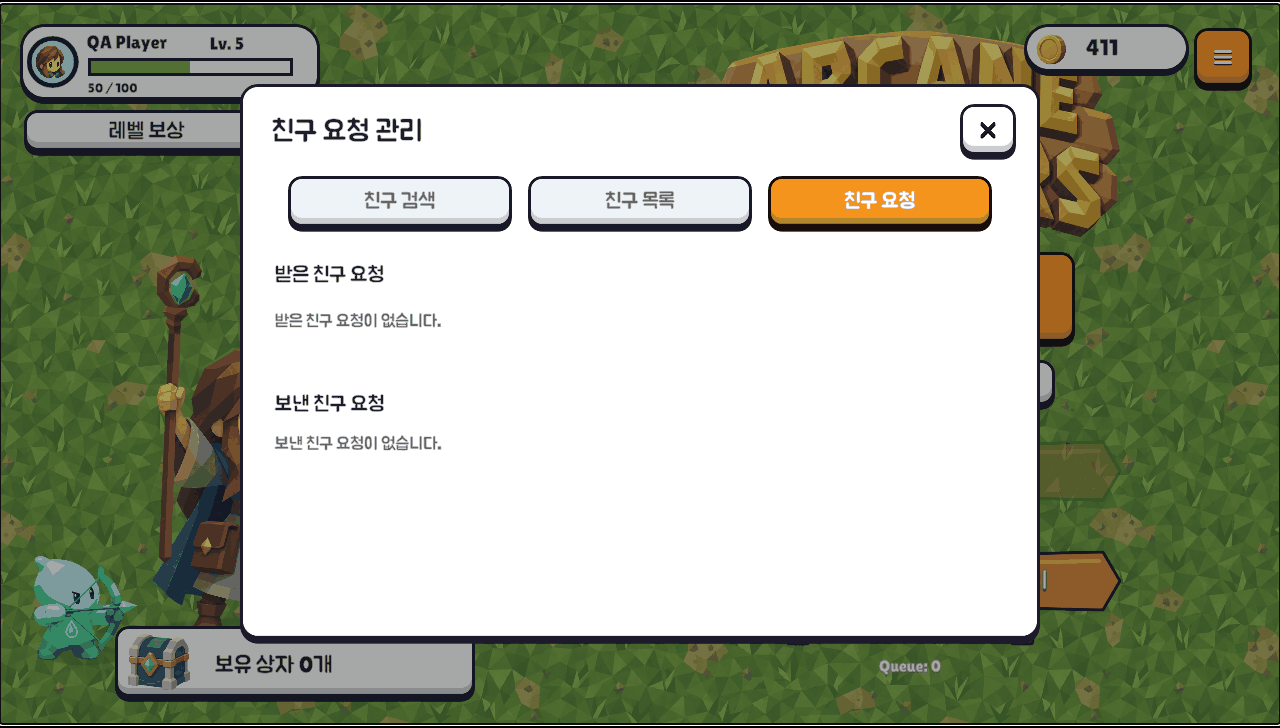 QA Player Lv. 5
50 / 100
레벨 보상
411
친구 요청 관리
친구 검색
친구 목록
친구 요청
받은 친구 요청
받은 친구 요청이 없습니다.
보낸 친구 요청
보낸 친구 요청이 없습니다.
보유 상자 0개
Queue: 0